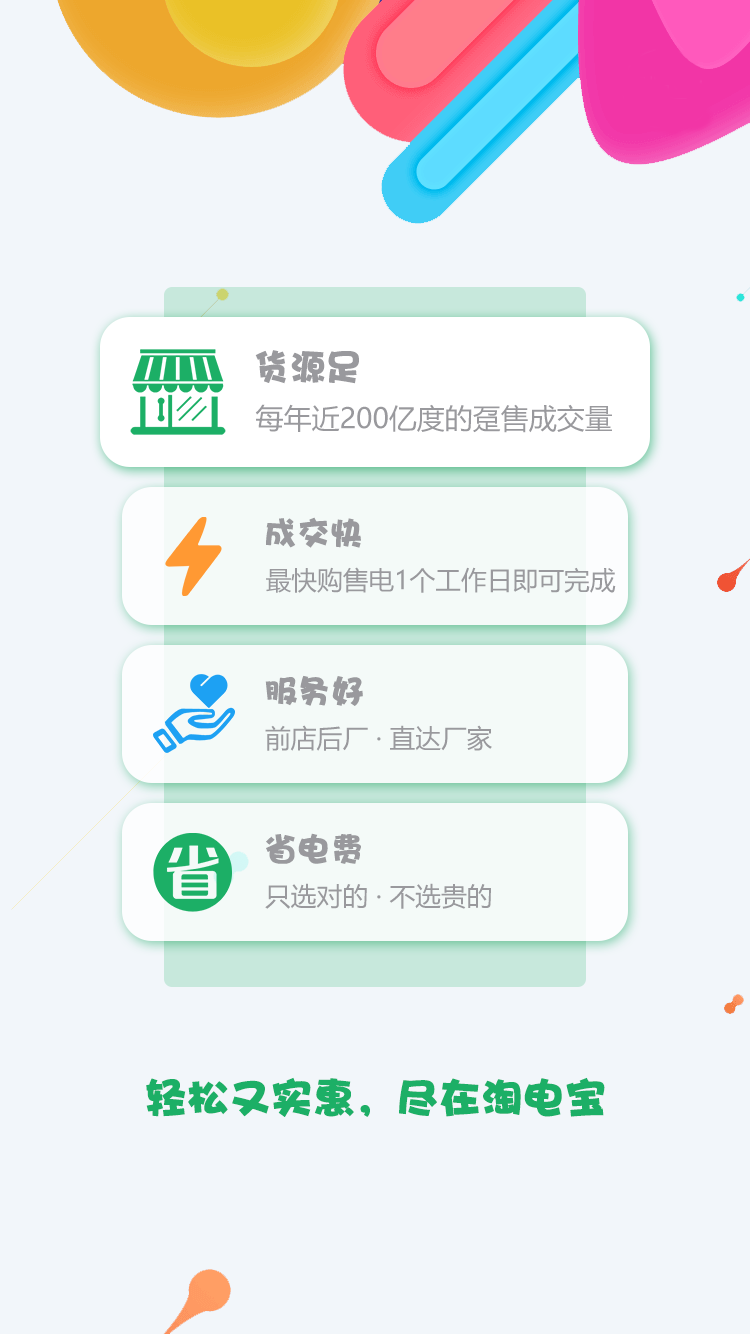 货源足
每年近200亿度的趸售成交量
成交快
最快购售电1个工作日即可完成
服务好
前店后厂 · 直达厂家
省
省电费
只选对的 · 不选贵的
轻松又实惠，尽在淘电宝